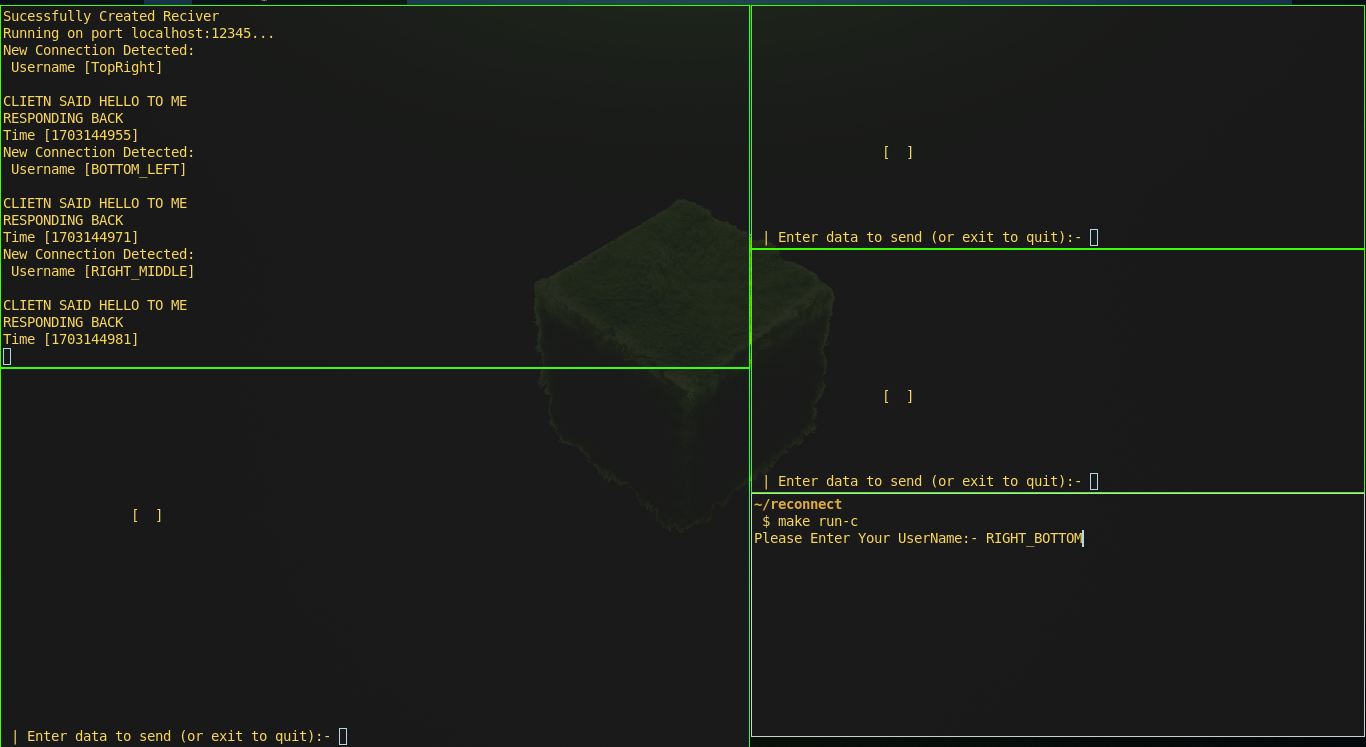 Sucessfully Created Reciver
Running on port localhost:12345...
New Connection Detected:
Username [TopRight]
CLIETN SAID HELLO TO ME
RESPONDING BACK
Time [1703144955]
New Connection Detected:
Username [BOTTOM_LEFT]
CLIETN SAID HELLO TO ME
RESPONDING BACK
Time [1703144971]
New Connection Detected:
Username [RIGHT_MIDDLE]
CLIETN SAID HELLO TO ME
RESPONDING BACK
Time [1703144981]
[  ]
| Enter data to send (or exit to quit):-
[  ]
| Enter data to send (or exit to quit):-
[  ]
| Enter data to send (or exit to quit):-
~/reconnect
$ make run-c
Please Enter Your UserName:- RIGHT_BOTTOM